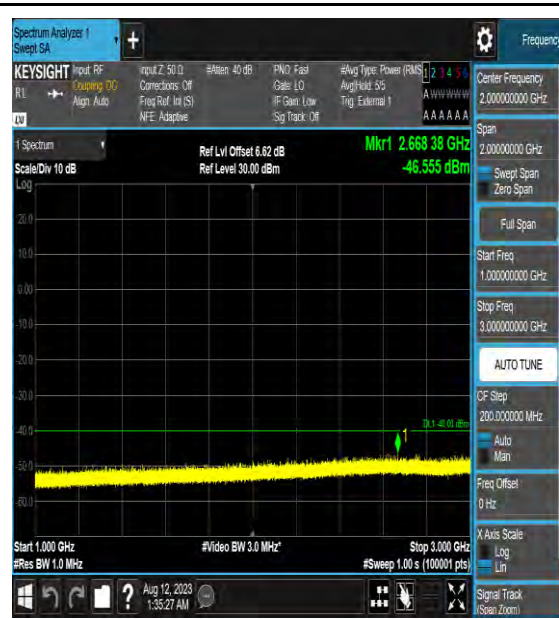 Spectrum Analyzer 1
Swept SA
Frequency
KEYSIGHT
Input: RF
Coupling: DC
Align: Auto
RL
LW
Input Z: 50 Ω
Corrections: Off
Freq Ref: Int (S)
NFE: Adaptive
#Atten: 40 dB
PNO: Fast
Gate: LO
IF Gain: Low
Sig Track: Off
#Avg Type: Power (RMS
Avg|Hold: 5/5
Trig: External 1
1 2 3 4 5 6
A W W W W W
A A A A A A
1 Spectrum
Scale/Div 10 dB
Log
Ref Lvl Offset 6.62 dB
Ref Level 30.00 dBm
Mkr1 2.668 38 GHz
-46.555 dBm
20.0
10.0
0.00
-10.0
-20.0
-30.0
-40.0
-50.0
-60.0
DL1 -40.00 dBm
1
Start 1.000 GHz
#Res BW 1.0 MHz
#Video BW 3.0 MHz*
Stop 3.000 GHz
#Sweep 1.00 s (100001 pts)
Center Frequency
2.000000000 GHz
Span
2.00000000 GHz
Swept Span
Zero Span
Full Span
Start Freq
1.000000000 GHz
Stop Freq
3.000000000 GHz
AUTO TUNE
CF Step
200.000000 MHz
Auto
Man
Freq Offset
0 Hz
X Axis Scale
Log
Lin
Signal Track
(Span Zoom)
?
Aug 12, 2023
1:35:27 AM